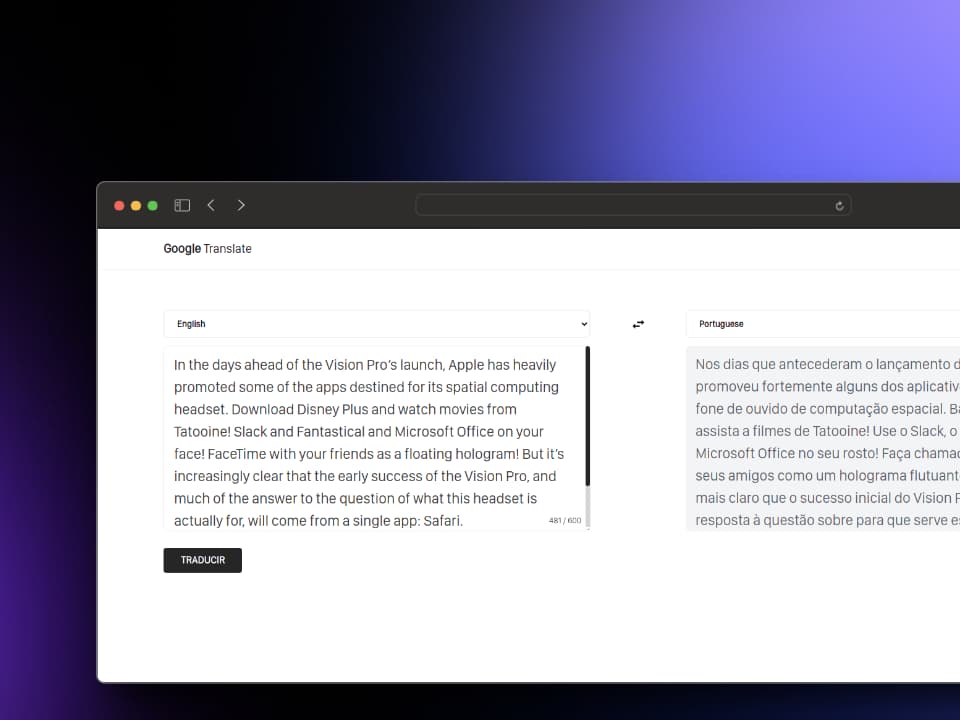 Google Translate
English
Portuguese
In the days ahead of the Vision Pro's launch, Apple has heavily
promoted some of the apps destined for its spatial computing
headset. Download Disney Plus and watch movies from
Tatooine! Slack and Fantastical and Microsoft Office on your
face! FaceTime with your friends as a floating hologram! But it's
increasingly clear that the early success of the Vision Pro, and
much of the answer to the question of what this headset is
actually for, will come from a single app: Safari.
481 / 600
Nos dias que antecederam o lançamento
promoveu fortemente alguns dos
fone de ouvido de computação espacial.
assista a filmes de Tatooine! Use o Slack, o
Microsoft Office no seu rosto! Faça
seus amigos como um holograma
mais claro que o sucesso inicial do Vision
resposta à questão sobre para que serve
TRADUCIR